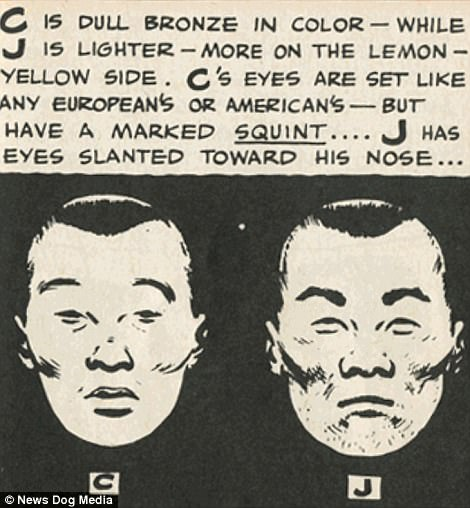 C IS DULL BRONZE IN COLOR — WHILE
J IS LIGHTER — MORE ON THE LEMON-
YELLOW SIDE. C'S EYES ARE SET LIKE
ANY EUROPEAN'S OR AMERICAN'S — BUT
HAVE A MARKED SQUINT.... J HAS
EYES SLANTED TOWARD HIS NOSE...
C
J
© News Dog Media